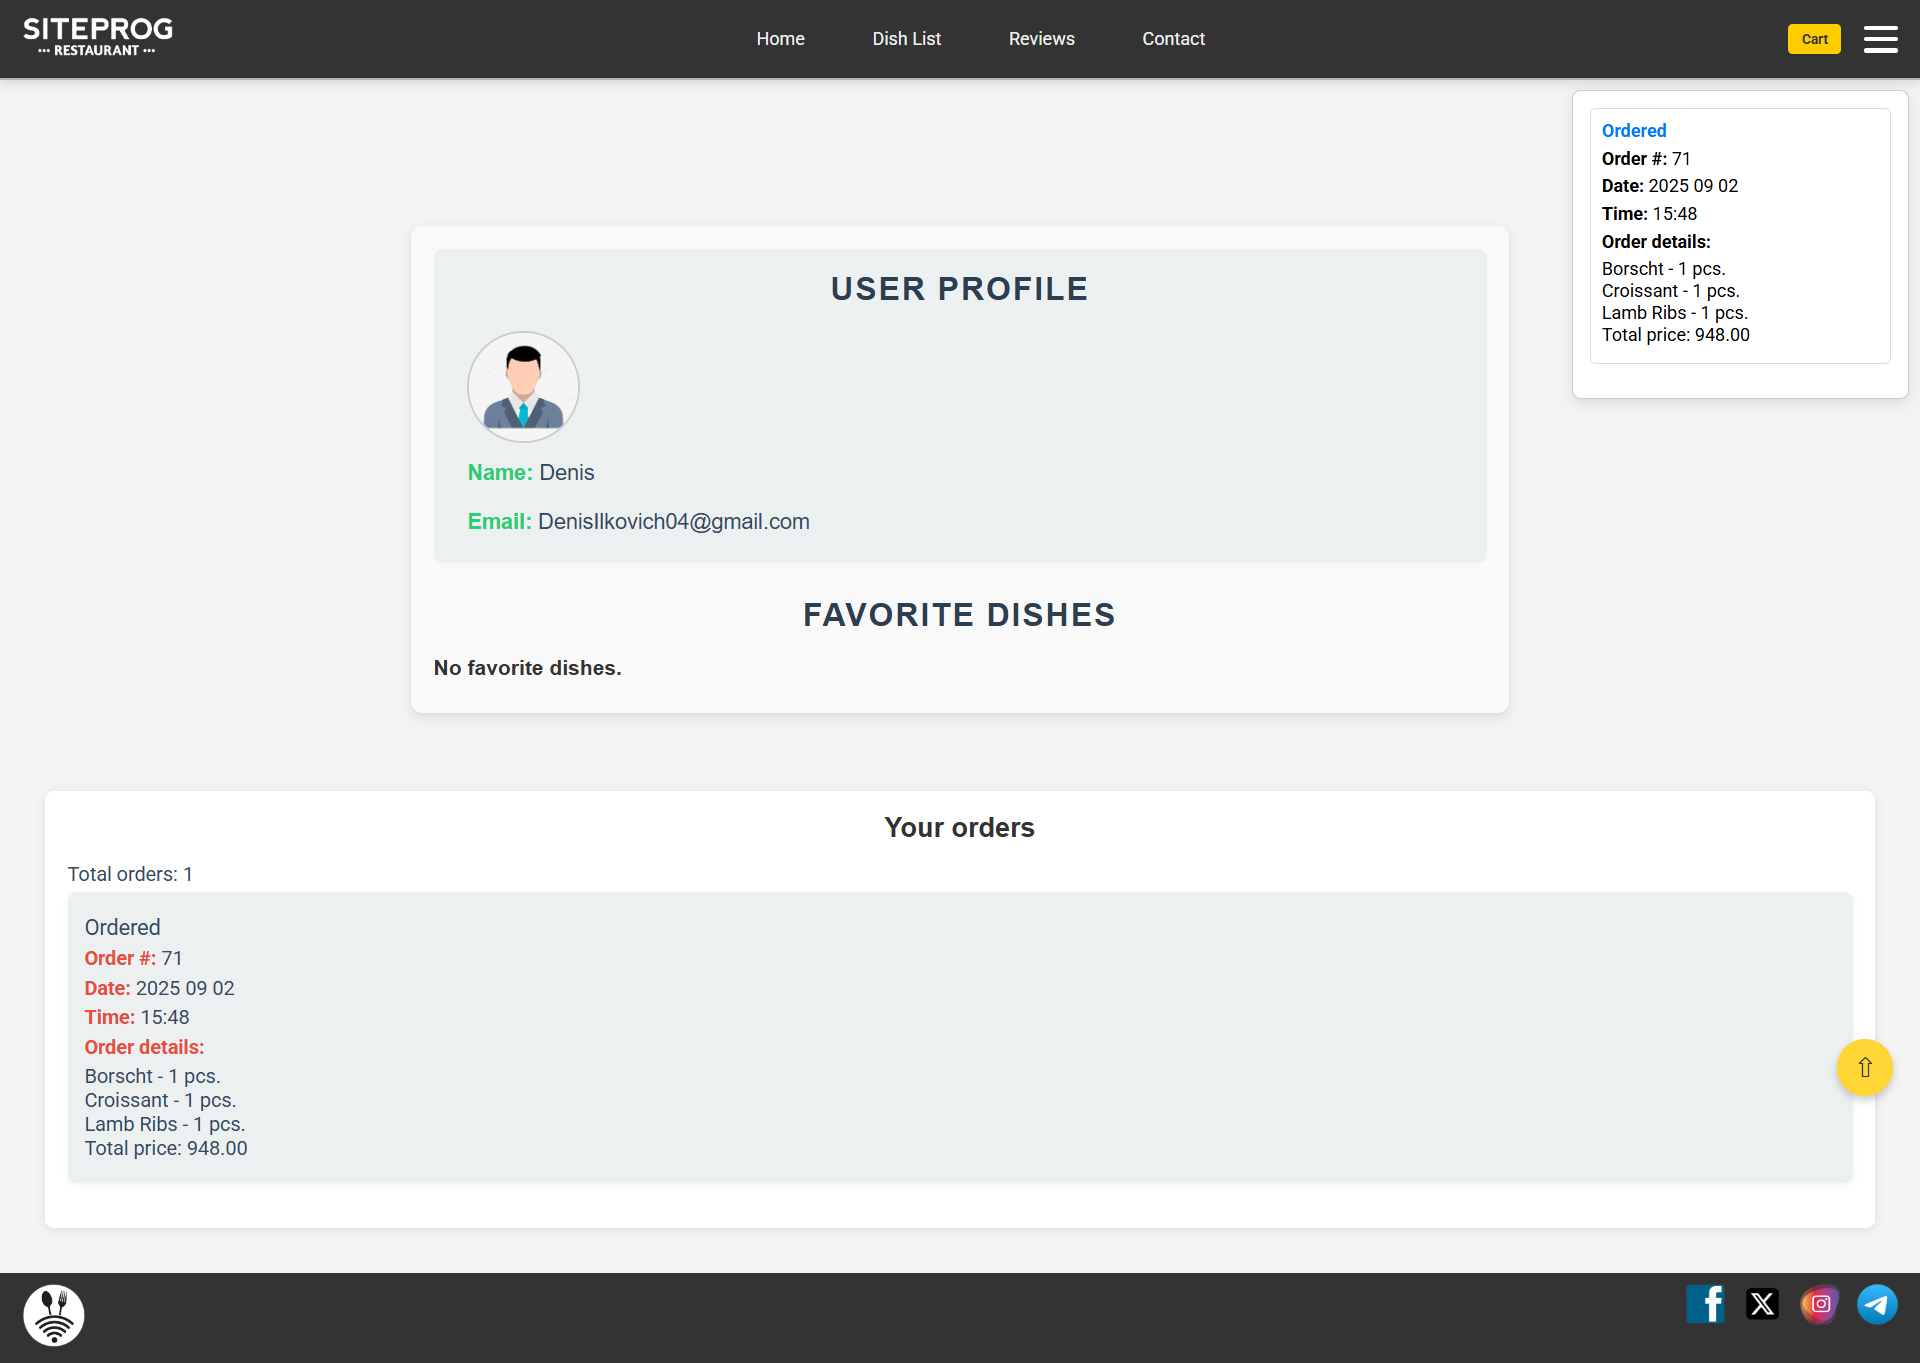 SITEPROG
··· RESTAURANT ···
Home
Dish List
Reviews
Contact
Cart
Ordered
Order #: 71
Date: 2025 09 02
Time: 15:48
Order details:
Borscht - 1 pcs.
Croissant - 1 pcs.
Lamb Ribs - 1 pcs.
Total price: 948.00
USER PROFILE
Name: Denis
Email: DenisIlkovich04@gmail.com
FAVORITE DISHES
No favorite dishes.
Your orders
Total orders: 1
Ordered
Order #: 71
Date: 2025 09 02
Time: 15:48
Order details:
Borscht - 1 pcs.
Croissant - 1 pcs.
Lamb Ribs - 1 pcs.
Total price: 948.00